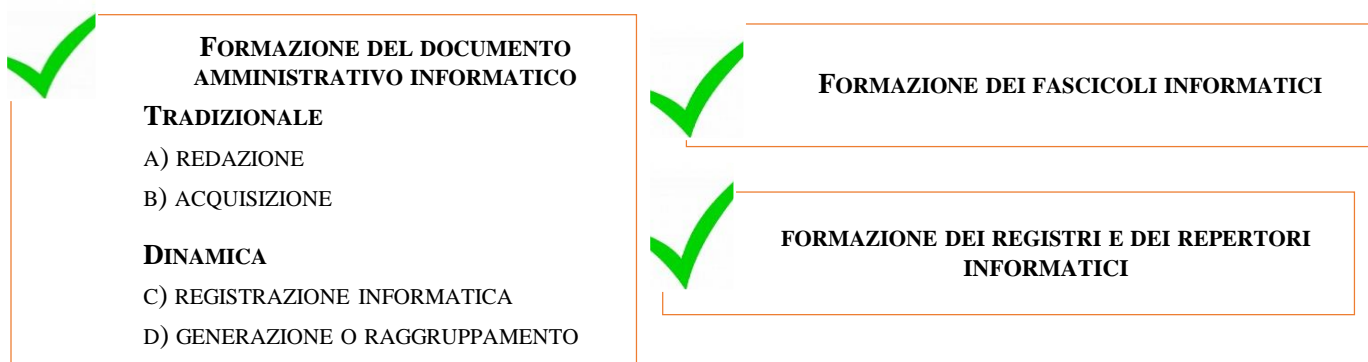 FORMAZIONE DEL DOCUMENTO
AMMINISTRATIVO INFORMATICO
TRADIZIONALE
A) REDAZIONE
B) ACQUISIZIONE
DINAMICA
C) REGISTRAZIONE INFORMATICA
D) GENERAZIONE O RAGGRUPPAMENTO
FORMAZIONE DEI FASCICOLI INFORMATICI
FORMAZIONE DEI REGISTRI E DEI REPERTORI
INFORMATICI